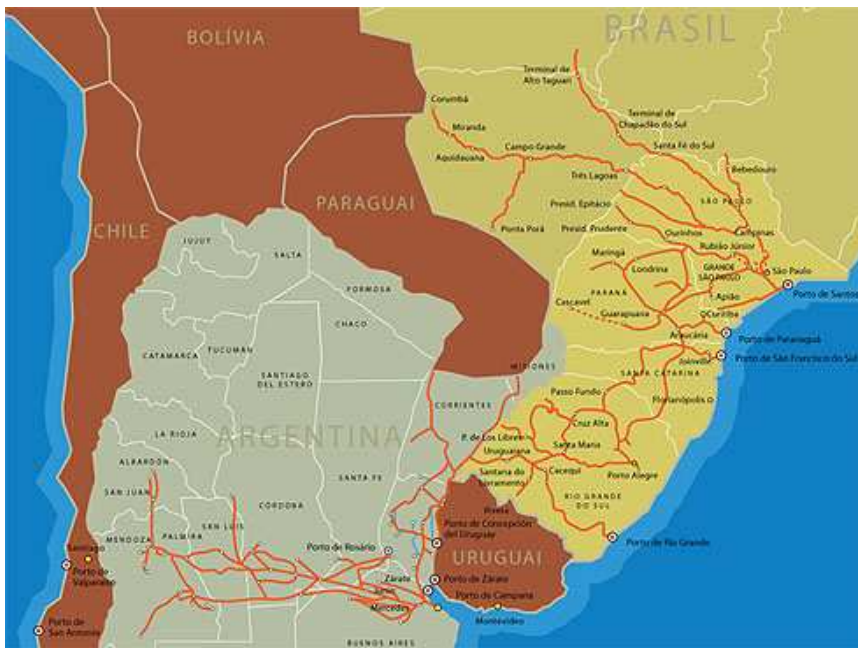 BRASIL
BOLÍVIA
Terminal de
Alto Taquari
Corumbá
Terminal de
Chapadão do Sul
Miranda
Campo Grande
Santa Fé do Sul
Aquidauana
Bebedouro
Três Lagoas
PARAGUAI
Presid. Epitácio
SÃO PAULO
CHILE
Ponta Porã
Presid. Prudente
Ourinhos
Campinas
JUJUY
Rubião Júnior
SALTA
Maringá
Londrina
GRANDE
SÃO PAULO
São Paulo
FORMOSA
PARANÁ
Apiaí
Porto de Santos
Cascavel
Guarapuana
Curitiba
CHACO
Araucária
Porto de Paranaguá
CATAMARCA
TUCUMÁN
Joinville
Porto de São Francisco do Sul
MISIONES
SANTIAGO
DEL ESTERO
SANTA CATARINA
Passo Fundo
Florianópolis
CORRIENTES
Cruz Alta
LA RIOJA
ARGENTINA
P. de Los Libres
Santa Maria
Uruguaiana
ALBARDON
SANTA FE
Cacequi
Porto Alegre
Santana do
Livramento
SAN JUAN
CÓRDOBA
RIO GRANDE
DO SUL
Rivera
SAN LUIS
Porto de Concepción
del Uruguay
MENDOZA
PALMIRA
Porto de Rosário
Porto de Rio Grande
Santiago
URUGUAI
Porto de
Valparaíso
Zárate
Porto de Zárate
Junín
Porto de Campana
Mercedes
Porto de
San Antonio
Montevideo
BUENOS AIRES